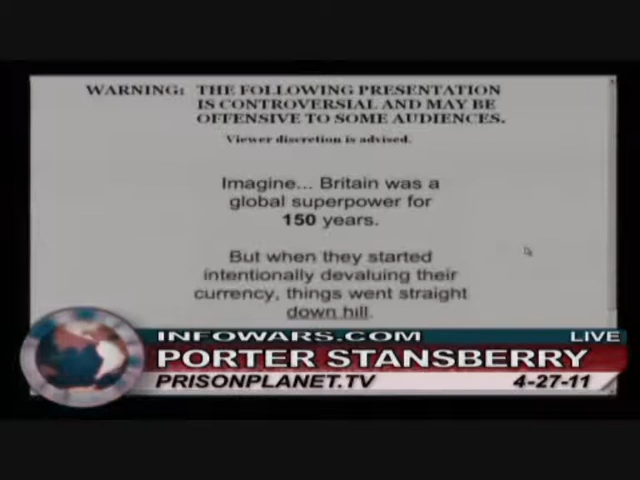 WARNING: THE FOLLOWING PRESENTATION
IS CONTROVERSIAL AND MAY BE
OFFENSIVE TO SOME AUDIENCES.
Viewer discretion is advised.
Imagine... Britain was a
global superpower for
150 years.
But when they started
intentionally devaluing their
currency, things went straight
down hill.
INFOWARS.COM LIVE
PORTER STANSBERRY
PRISONPLANET.TV 4-27-11